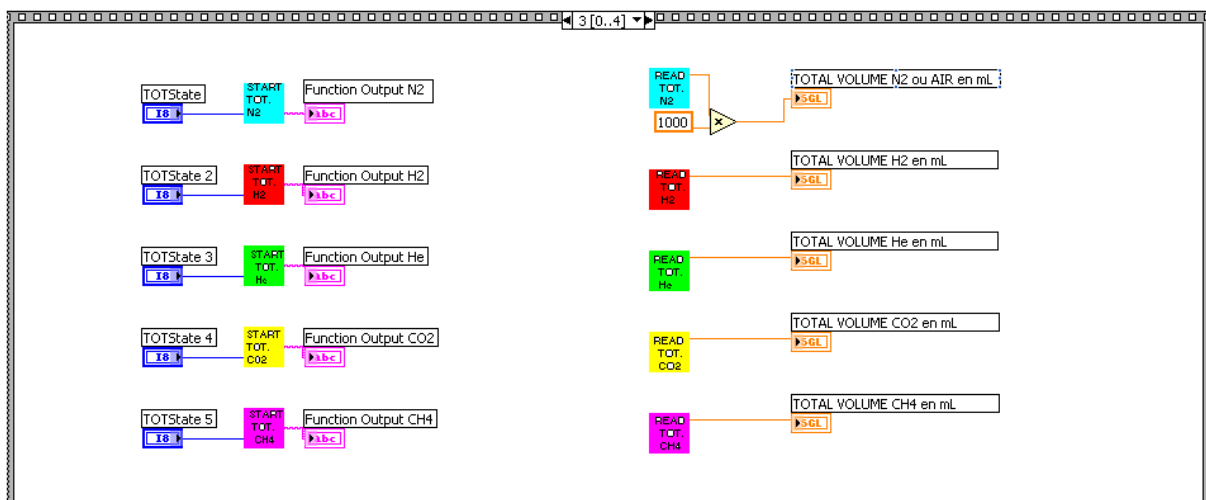 3 [0..4]
TOTState
I8
START
TOT.
N2
Function Output N2
abc
READ
TOT.
N2
1000
x
TOTAL VOLUME N2 ou AIR en mL
SGL
TOTState 2
I8
START
TOT.
H2
Function Output H2
abc
READ
TOT.
H2
TOTAL VOLUME H2 en mL
SGL
TOTState 3
I8
START
TOT.
He
Function Output He
abc
READ
TOT.
He
TOTAL VOLUME He en mL
SGL
TOTState 4
I8
START
TOT.
CO2
Function Output CO2
abc
READ
TOT.
CO2
TOTAL VOLUME CO2 en mL
SGL
TOTState 5
I8
START
TOT.
CH4
Function Output CH4
abc
READ
TOT.
CH4
TOTAL VOLUME CH4 en mL
SGL